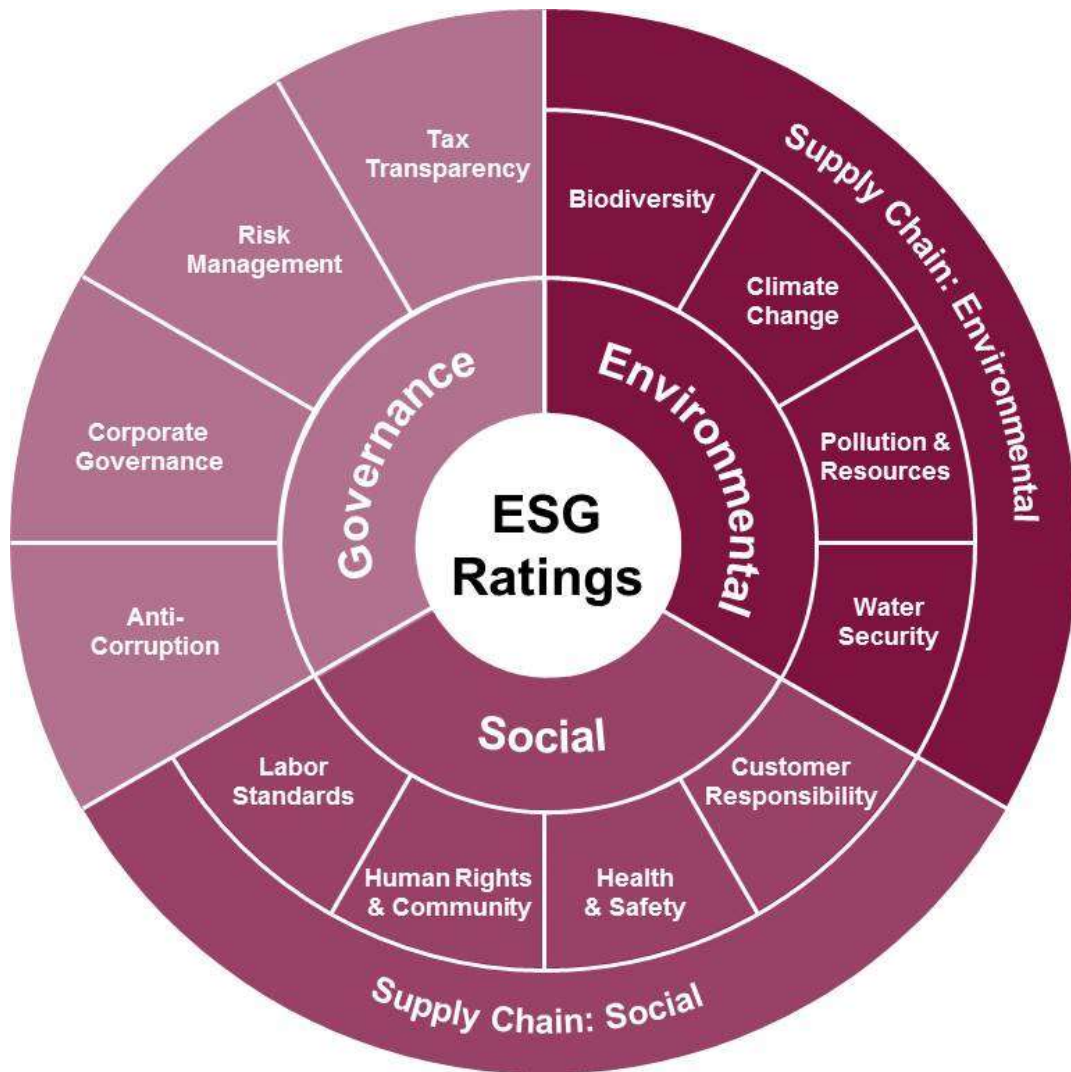 ESG
Ratings
Environmental
Biodiversity
Climate
Change
Pollution &
Resources
Water
Security
Supply Chain: Environmental
Social
Customer
Responsibility
Health
& Safety
Human Rights
& Community
Labor
Standards
Supply Chain: Social
Governance
Anti-
Corruption
Corporate
Governance
Risk
Management
Tax
Transparency